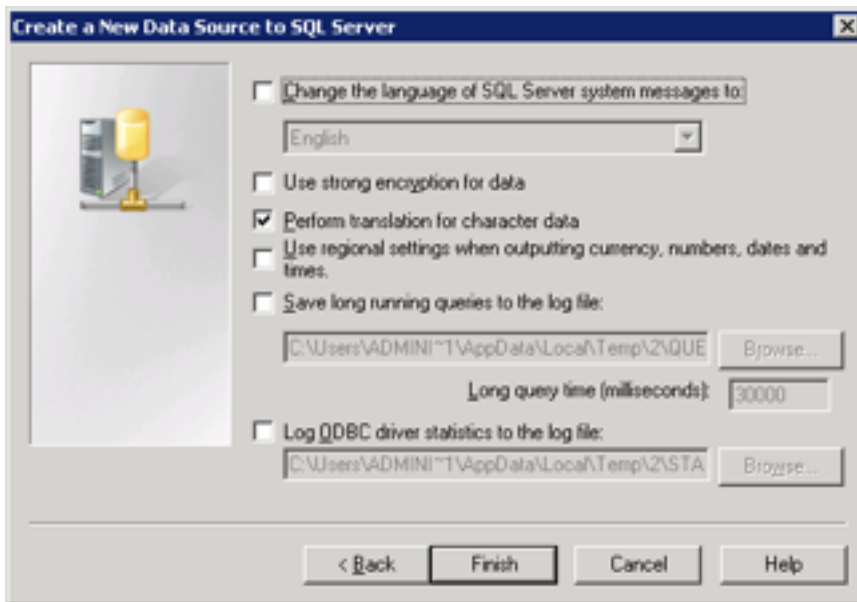 Create a New Data Source to SQL Server
Change the language of SQL Server system messages to:
English
Use strong encryption for data
Perform translation for character data
Use regional settings when outputting currency, numbers, dates and
times.
Save long running queries to the log file:
C:\Users\ADMINI~1\AppData\Local\Temp\2\QUE
Browse...
Long query time (milliseconds):
30000
Log ODBC driver statistics to the log file:
C:\Users\ADMINI~1\AppData\Local\Temp\2\STA
Browse...
< Back
Finish
Cancel
Help